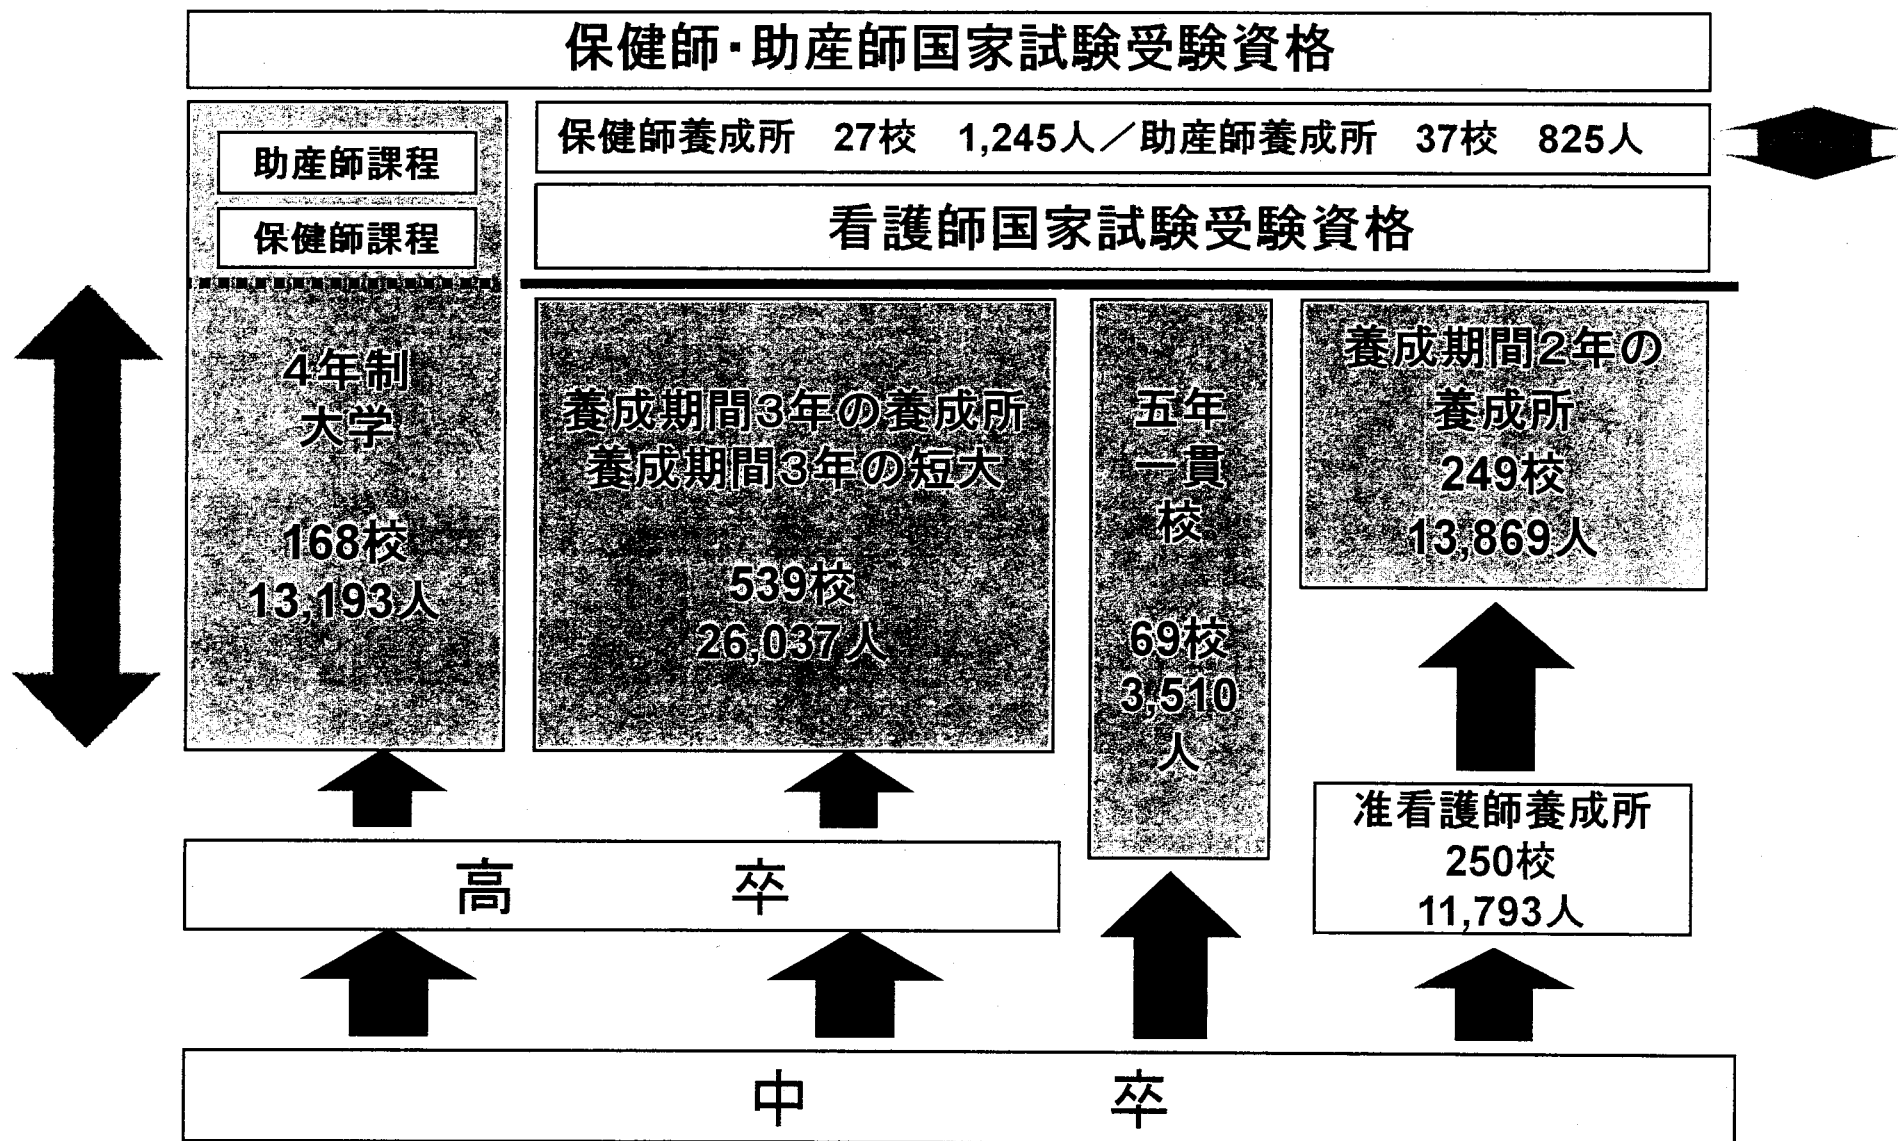 保健師・助産師国家試験受験資格
助産師課程
保健師課程
保健師養成所　27校　1,245人／助産師養成所　37校　825人
看護師国家試験受験資格
4年制
大学
168校
13,193人
養成期間3年の養成所
養成期間3年の短大
539校
26,037人
五年
一貫
校
69校
3,510
人
養成期間2年の
養成所
249校
13,869人
准看護師養成所
250校
11,793人
高　卒
中　卒